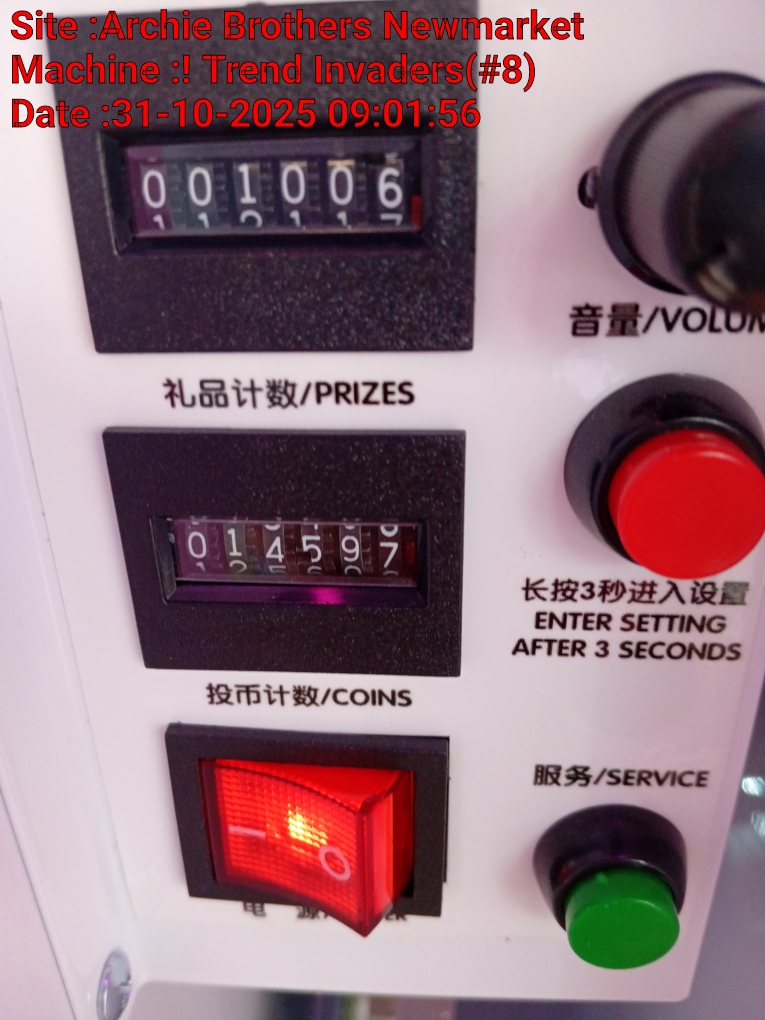 Site :Archie Brothers Newmarket
Machine :! Trend Invaders(#8)
Date :31-10-2025 09:01:56
001006
音量/VOLUM
礼品计数/PRIZES
014597
长按3秒进入设置
ENTER SETTING
AFTER 3 SECONDS
投币计数/COINS
服务/SERVICE
电 源/